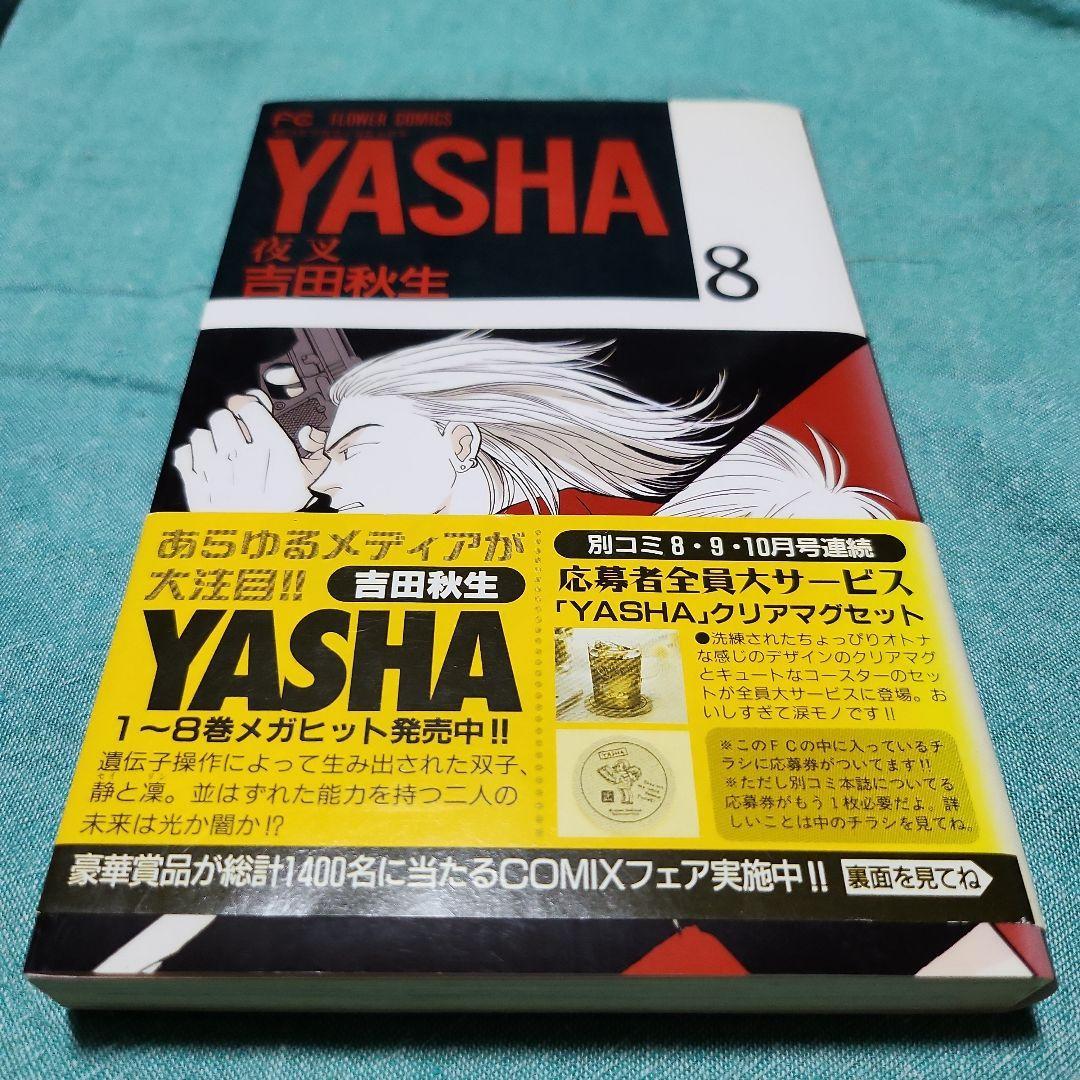 FC FLOWER COMICS
YASHA
夜叉
吉田秋生
8
あらゆるメディアが
大注目!!
吉田秋生
YASHA
1〜8巻メガヒット発売中!!
遺伝子操作によって生み出された双子、
セイ リン
静と凜。並はずれた能力を持つ二人の
未来は光か闇か!?
別コミ8・9・10月号連続
応募者全員大サービス
「YASHA」クリアマグセット
●洗練されたちょっぴりオトナ
な感じのデザインのクリアマグ
とキュートなコースターのセッ
トが全員大サービスに登場。お
いしすぎて涙モノです!!
YASHA
※このFCの中に入っているチ
ラシに応募券がついてます!!
※ただし別コミ本誌についてる
応募券がもう1枚必要だよ。詳
しいことは中のチラシを見てね。
豪華賞品が総計1400名に当たるCOMIXフェア実施中!!
裏面を見てね